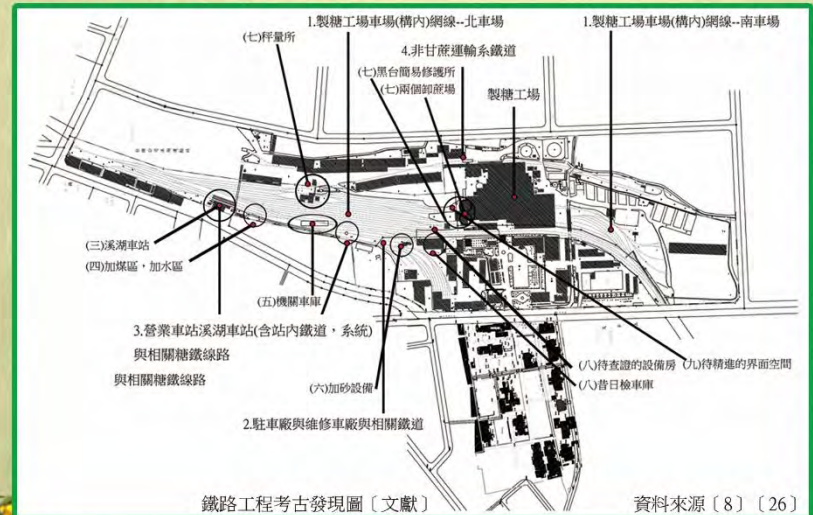 1.製糖工場車場(構內)網線--北車場
1.製糖工場車場(構內)網線--南車場
(七)秤量所
4.非甘蔗運輸系鐵道
(七)黑台簡易修護所
(七)兩個卸蔗場
製糖工場
(三)溪湖車站
(四)加煤區，加水區
(五)機關車庫
3.營業車站溪湖車站(含站內鐵道，系統)
與相關糖鐵線路
與相關糖鐵線路
(六)加砂設備
2.駐車廠與維修車廠與相關鐵道
(八)待查證的設備房
(九)待精進的界面空間
(八)昔日檢車庫
鐵路工程考古發現圖〔文獻〕
資料來源〔8〕〔26〕